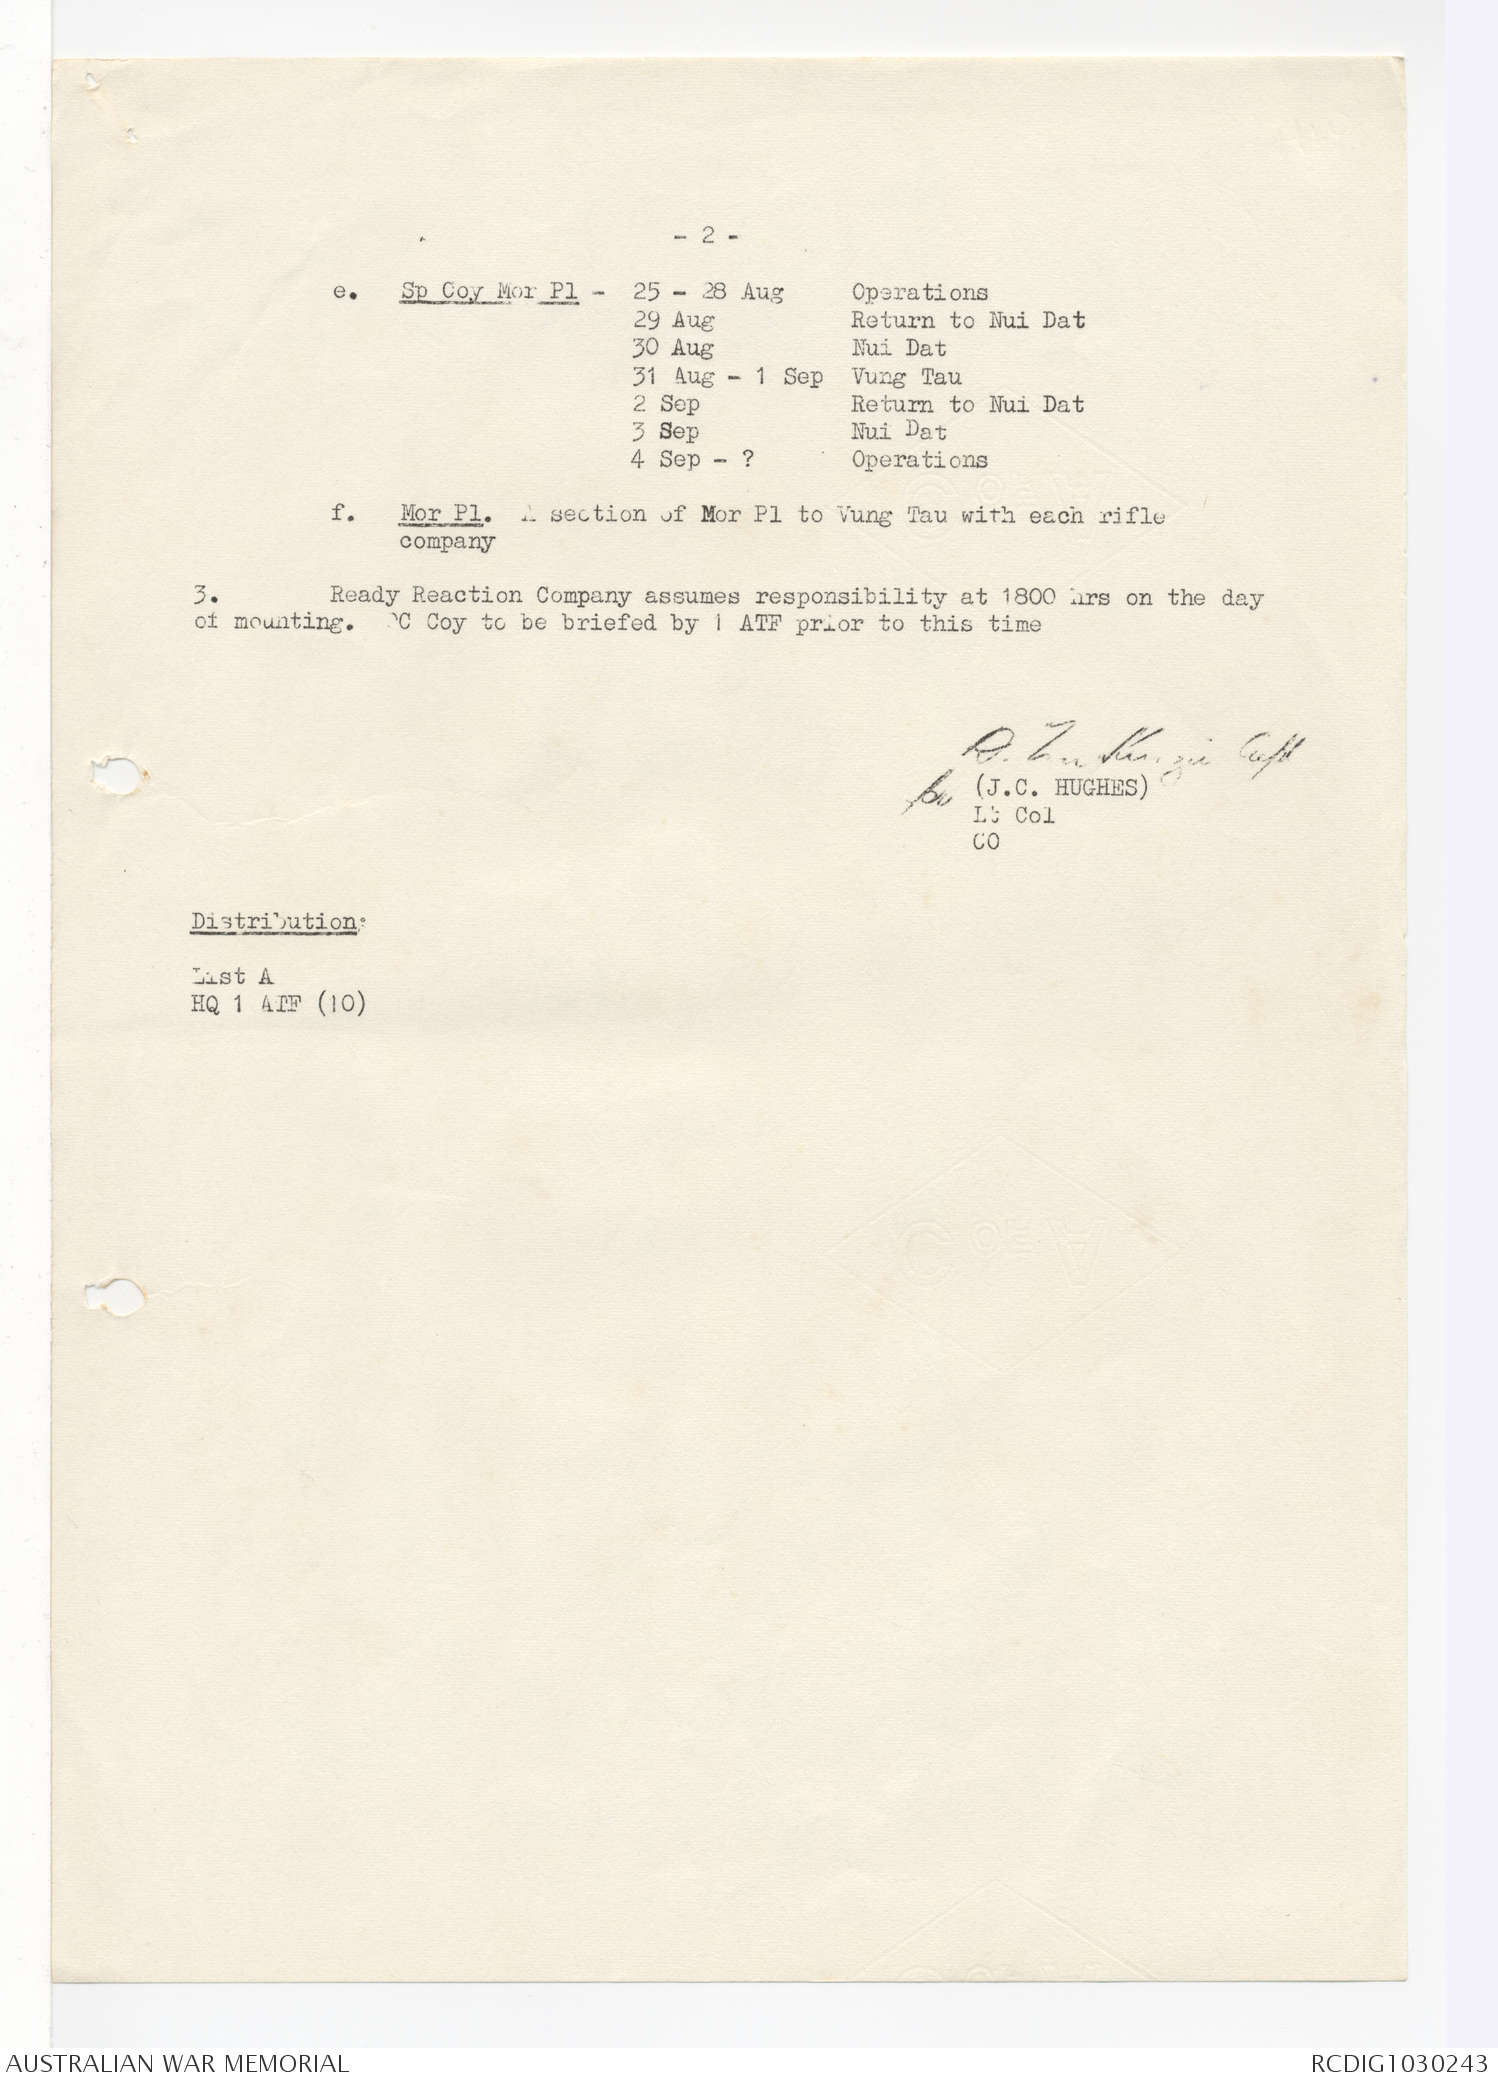 - 2 -
e. Sp Coy Mor Pl - 25 - 28 Aug Operations
29 Aug Return to Nui Dat
30 Aug Nui Dat
31 Aug - 1 Sep Vung Tau
2 Sep Return to Nui Dat
3 Sep Nui Dat
4 Sep - ? Operations
f. Mor Pl. A section of Mor Pl to Vung Tau with each rifle
company
3. Ready Reaction Company assumes responsibility at 1800 hrs on the day
of mounting. OC Coy to be briefed by 1 ATF prior to this time
Capt
for (J.C. HUGHES)
Lt Col
CO
Distribution:
List A
HQ 1 ATF (10)
C OF A
AUSTRALIAN WAR MEMORIAL
RCDIG1030243